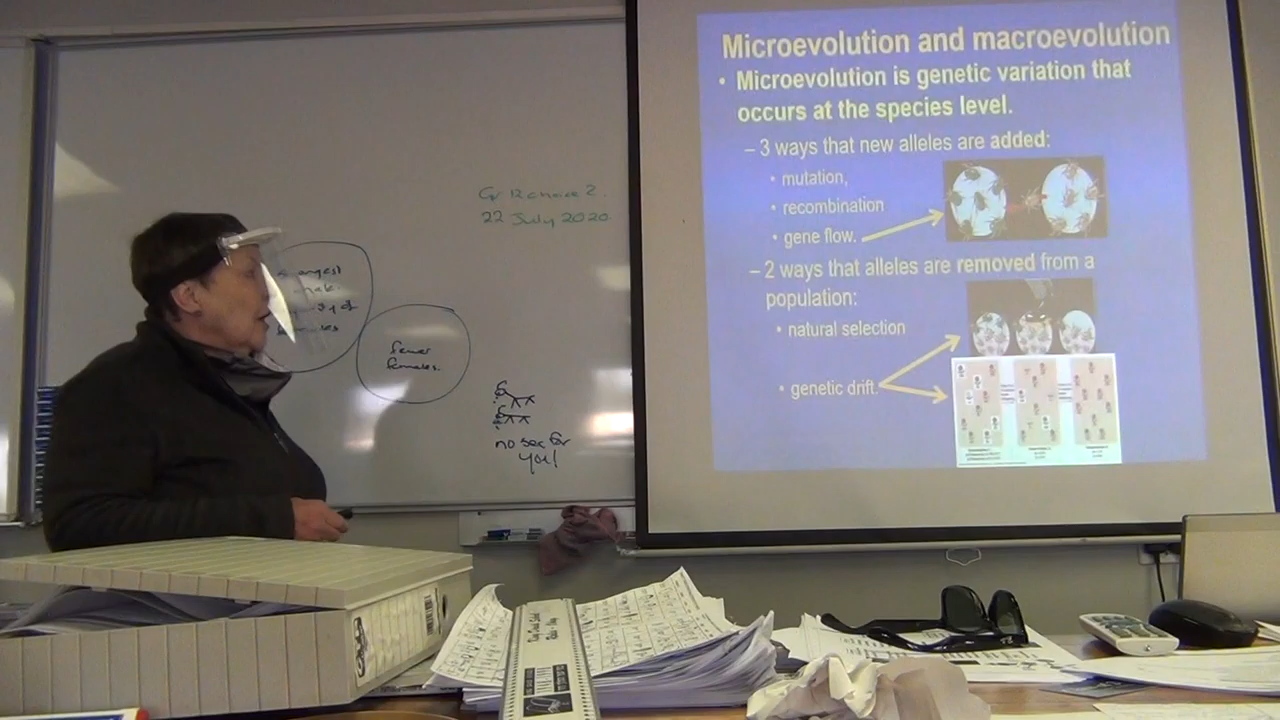 Gr 12 choice 2.
22 July 2020.
fewer
females.
no sex for
you!
Microevolution and macroevolution
• Microevolution is genetic variation that
occurs at the species level.
– 3 ways that new alleles are added:
• mutation,
• recombination
• gene flow.
– 2 ways that alleles are removed from a
population:
• natural selection
• genetic drift.